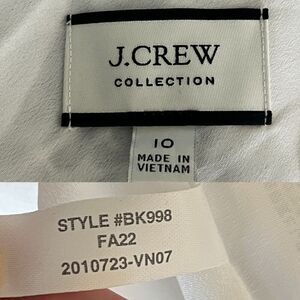 J.CREW
COLLECTION
10
MADE IN
VIETNAM
STYLE #BK998
FA22
2010723-VN07